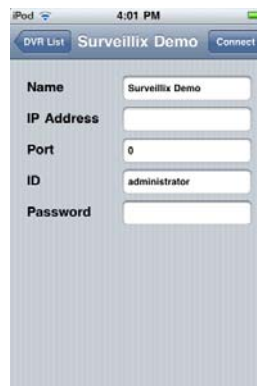 iPod 4:01 PM
DVR List Surveillix Demo Connect
Name Surveillix Demo
IP Address
Port 0
ID administrator
Password